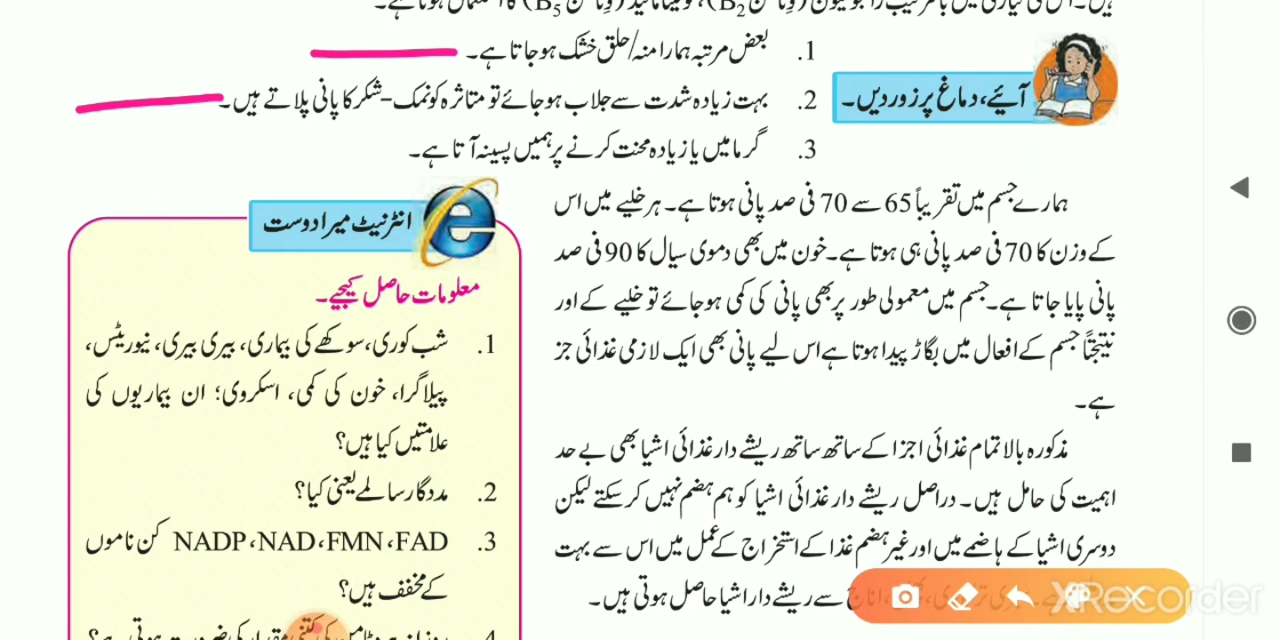 آئیے، دماغ پر زور دیں۔
1. بعض مرتبہ ہمارا منہ/حلق خشک ہوجاتا ہے۔
2. بہت زیادہ شدت سے جلاب ہوجائے تو متاثرہ کو نمک-شکر کا پانی پلاتے ہیں۔
3. گرما میں یا زیادہ محنت کرنے پر ہمیں پسینہ آتا ہے۔
ہمارے جسم میں تقریباً 65 سے 70 فی صد پانی ہوتا ہے۔ ہر خلیے میں اس
کے وزن کا 70 فی صد پانی ہی ہوتا ہے۔ خون میں بھی دموی سیال کا 90 فی صد
پانی پایا جاتا ہے۔ جسم میں معمولی طور پر بھی پانی کی کمی ہوجائے تو خلیے کے اور
نتیجتاً جسم کے افعال میں بگاڑ پیدا ہوتا ہے اس لیے پانی بھی ایک لازمی غذائی جز
ہے۔
مذکورہ بالا تمام غذائی اجزا کے ساتھ ساتھ ریشے دار غذائی اشیا بھی بے حد
اہمیت کی حامل ہیں۔ دراصل ریشے دار غذائی اشیا کو ہم ہضم نہیں کرسکتے لیکن
دوسری اشیا کے ہاضمے میں اور غیر ہضم غذا کے استخراج کے عمل میں اس سے بہت
سے ریشے دار اشیا حاصل ہوتی ہیں۔
انٹرنیٹ میرا دوست
معلومات حاصل کیجیے۔
1. شب کوری، سوکھے کی بیماری، بیری بیری، نیوریٹس،
پیلاگرا، خون کی کمی، اسکروی؛ ان بیماریوں کی
علامتیں کیا ہیں؟
2. مددگار سالمے یعنی کیا؟
3. NADP،NAD،FMN،FAD کن ناموں
کے مخفف ہیں؟
XRecorder